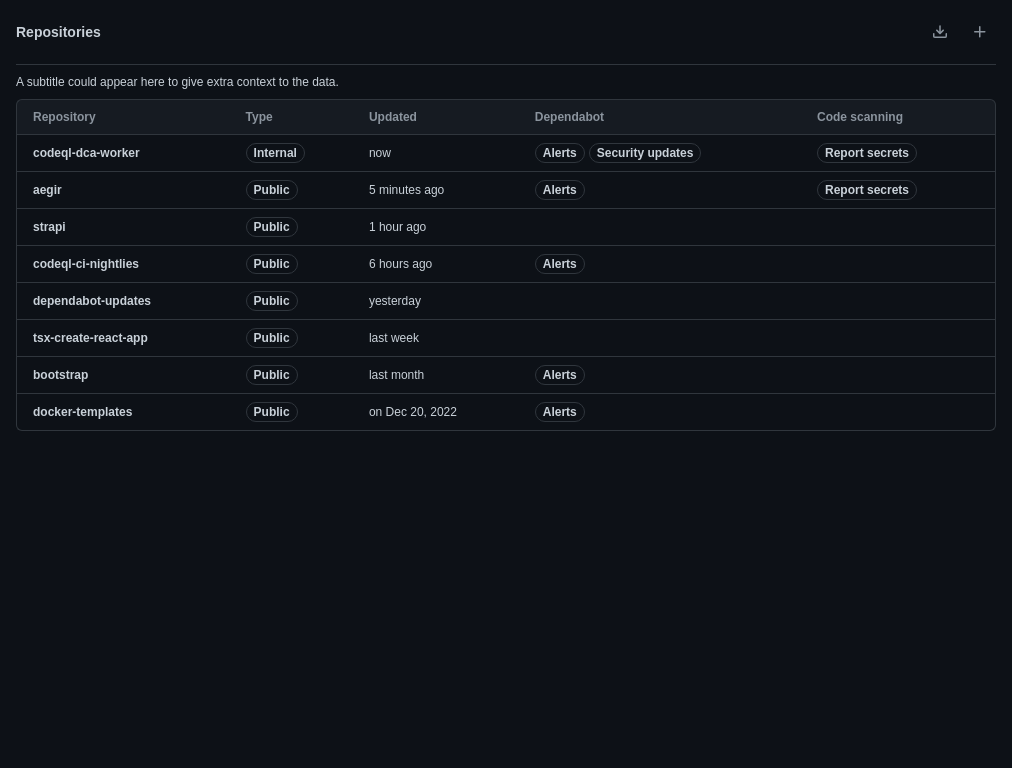 Repositories
A subtitle could appear here to give extra context to the data.
Repository Type Updated Dependabot Code scanning
codeql-dca-worker Internal now Alerts Security updates Report secrets
aegir Public 5 minutes ago Alerts Report secrets
strapi Public 1 hour ago
codeql-ci-nightlies Public 6 hours ago Alerts
dependabot-updates Public yesterday
tsx-create-react-app Public last week
bootstrap Public last month Alerts
docker-templates Public on Dec 20, 2022 Alerts